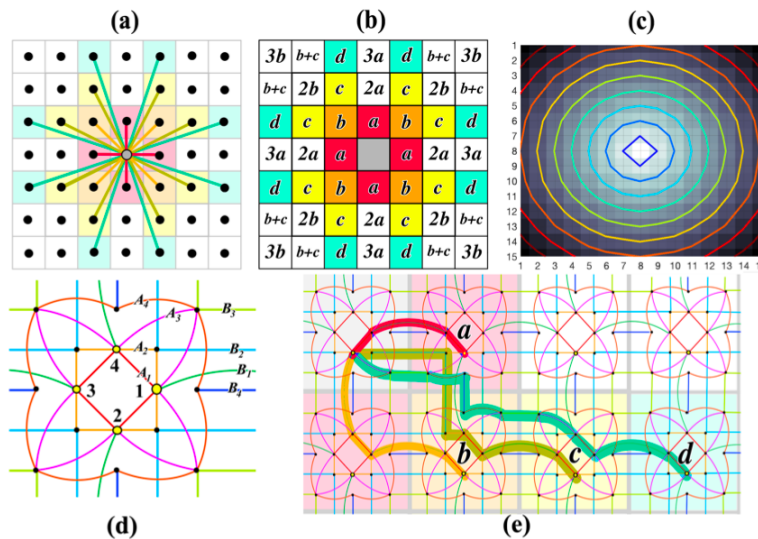 (a) (b) (c)
3b b+c d 3a d b+c 3b
b+c 2b c 2a c 2b b+c
d c b a b c d
3a 2a a a 2a 3a
d c b a b c d
b+c 2b c 2a c 2b b+c
3b b+c d 3a d b+c 3b
1
2
3
4
5
6
7
8
9
10
11
12
13
14
15
1 2 3 4 5 6 7 8 9 10 11 12 13 14 15
A4
A3
B3
A2
B2
4
A1
B1
3
1
B4
2
(d)
a
b c d
(e)